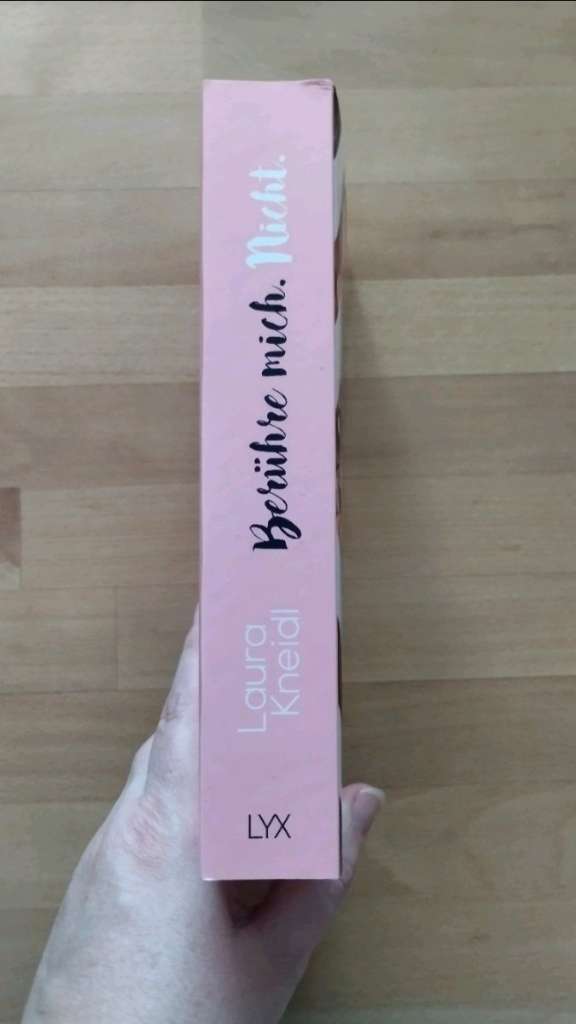 Laura
Kneidl
Berühre mich. Nicht.
LYX